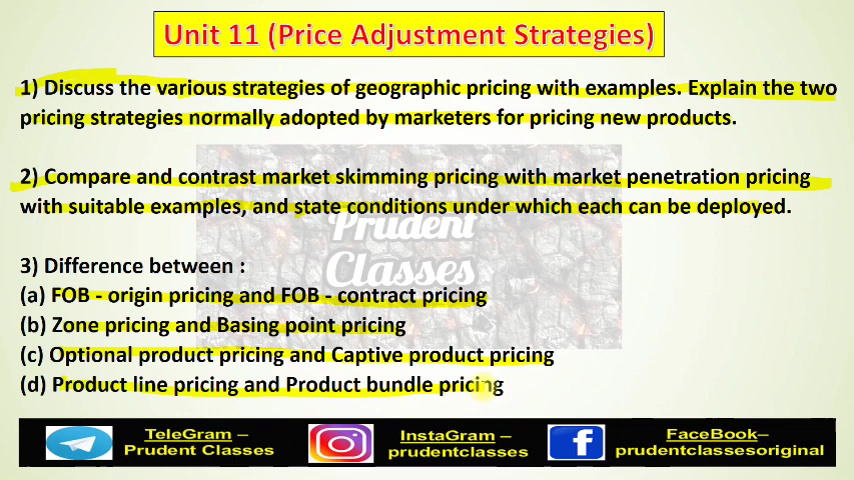 Unit 11 (Price Adjustment Strategies)
1) Discuss the various strategies of geographic pricing with examples. Explain the two
pricing strategies normally adopted by marketers for pricing new products.
2) Compare and contrast market skimming pricing with market penetration pricing
with suitable examples, and state conditions under which each can be deployed.
Prudent
Classes
3) Difference between :
(a) FOB - origin pricing and FOB - contract pricing
(b) Zone pricing and Basing point pricing
(c) Optional product pricing and Captive product pricing
(d) Product line pricing and Product bundle pricing
TeleGram –
Prudent Classes
InstaGram –
prudentclasses
FaceBook–
prudentclassesoriginal